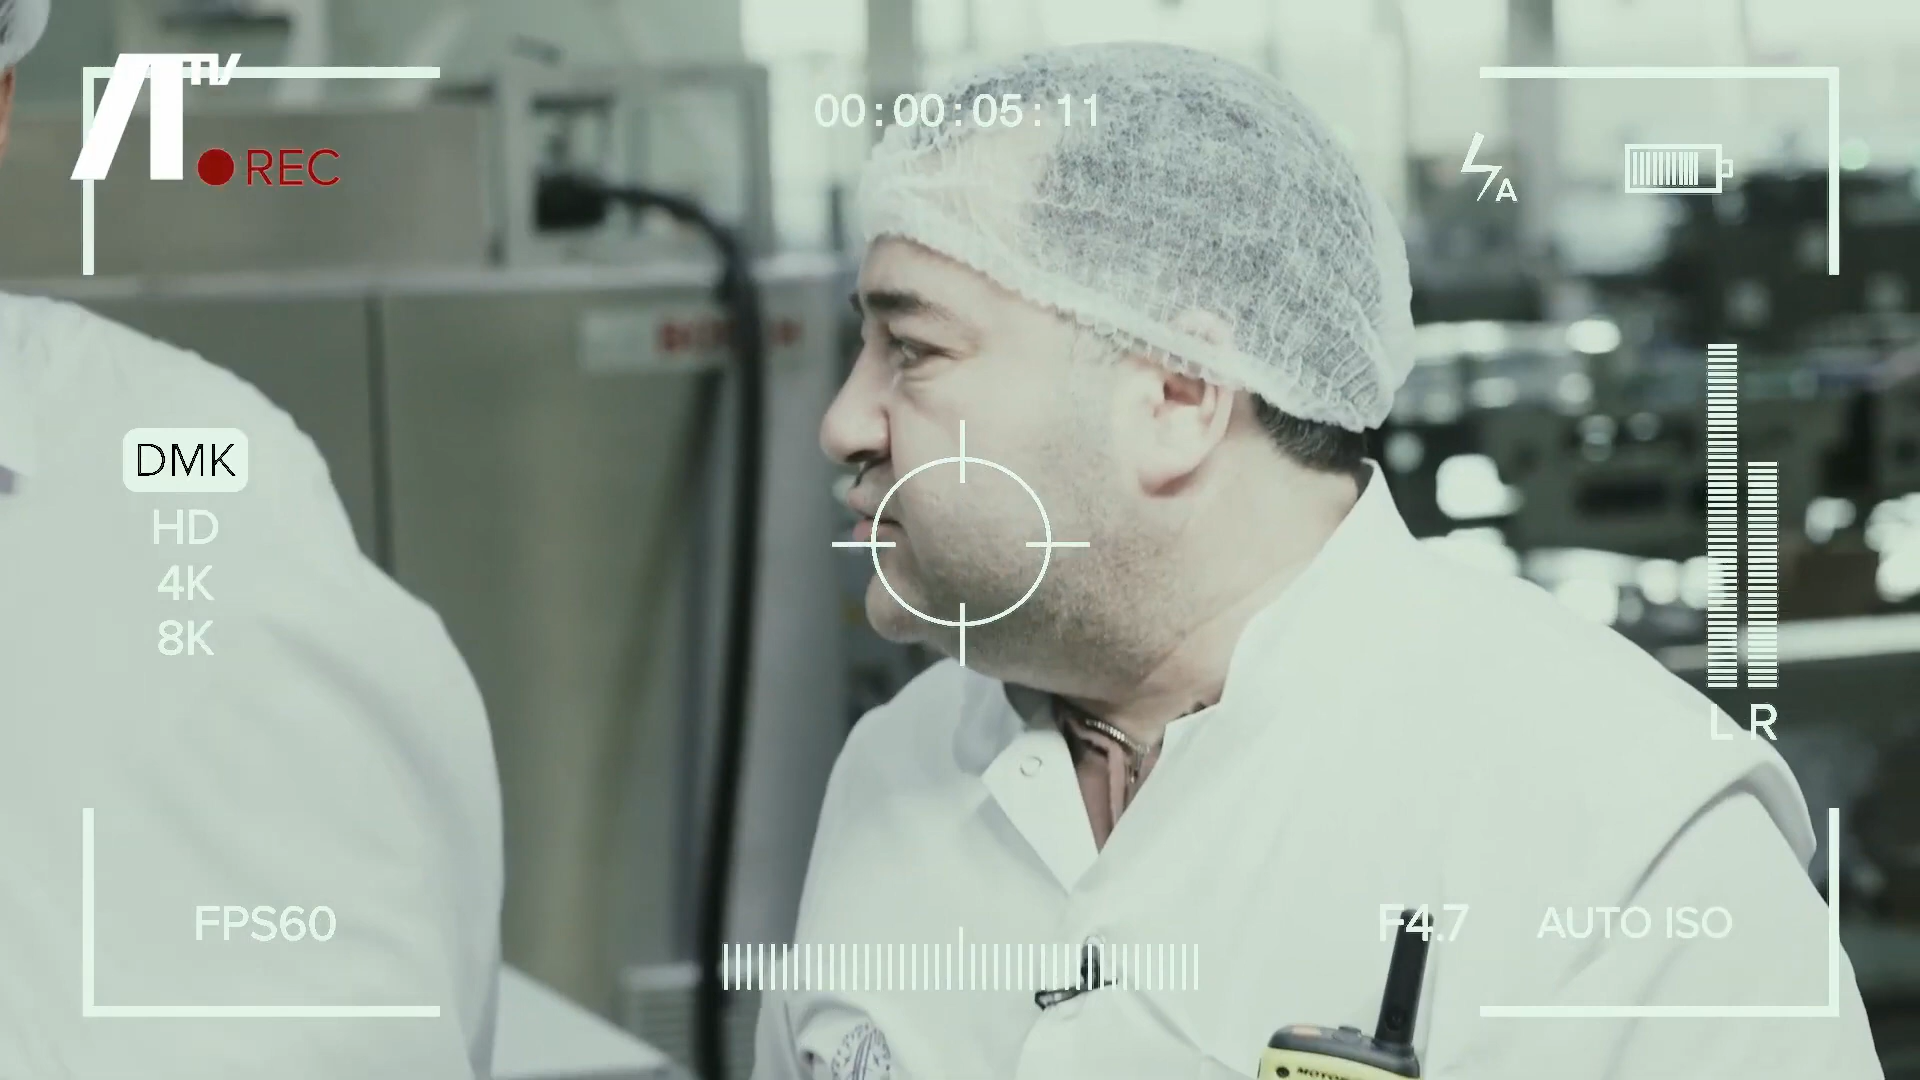 TV
REC
00:00:05:11
A
DMK
HD
4K
8K
L R
FPS60
F4.7
AUTO ISO